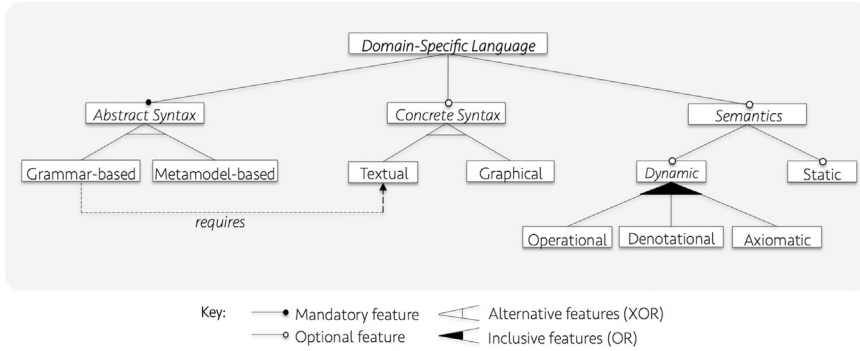 Domain-Specific Language
Abstract Syntax
Concrete Syntax
Semantics
Grammar-based
Metamodel-based
Textual
Graphical
Dynamic
Static
requires
Operational
Denotational
Axiomatic
Key:
Mandatory feature
Alternative features (XOR)
Optional feature
Inclusive features (OR)